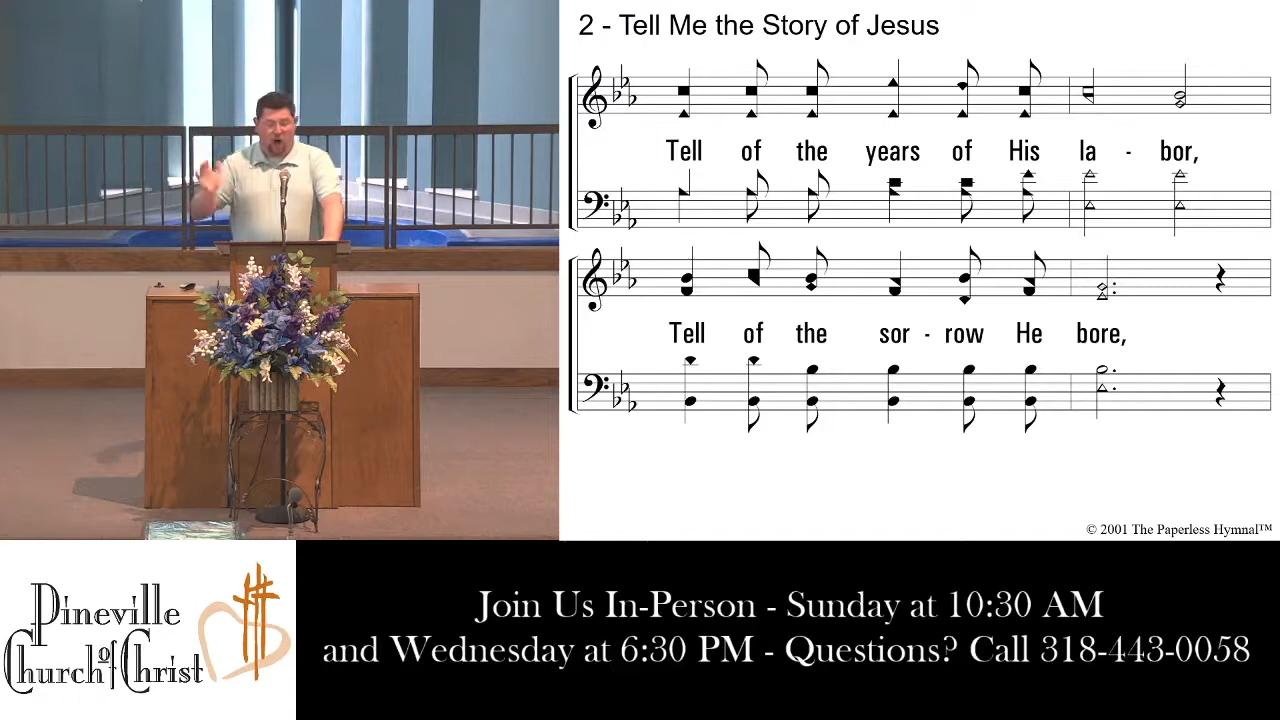 2 - Tell Me the Story of Jesus
Tell of the years of His la - bor,
Tell of the sor - row He bore,
© 2001 The Paperless Hymnal™
Pineville
Church of Christ
Join Us In-Person - Sunday at 10:30 AM
and Wednesday at 6:30 PM - Questions? Call 318-443-0058